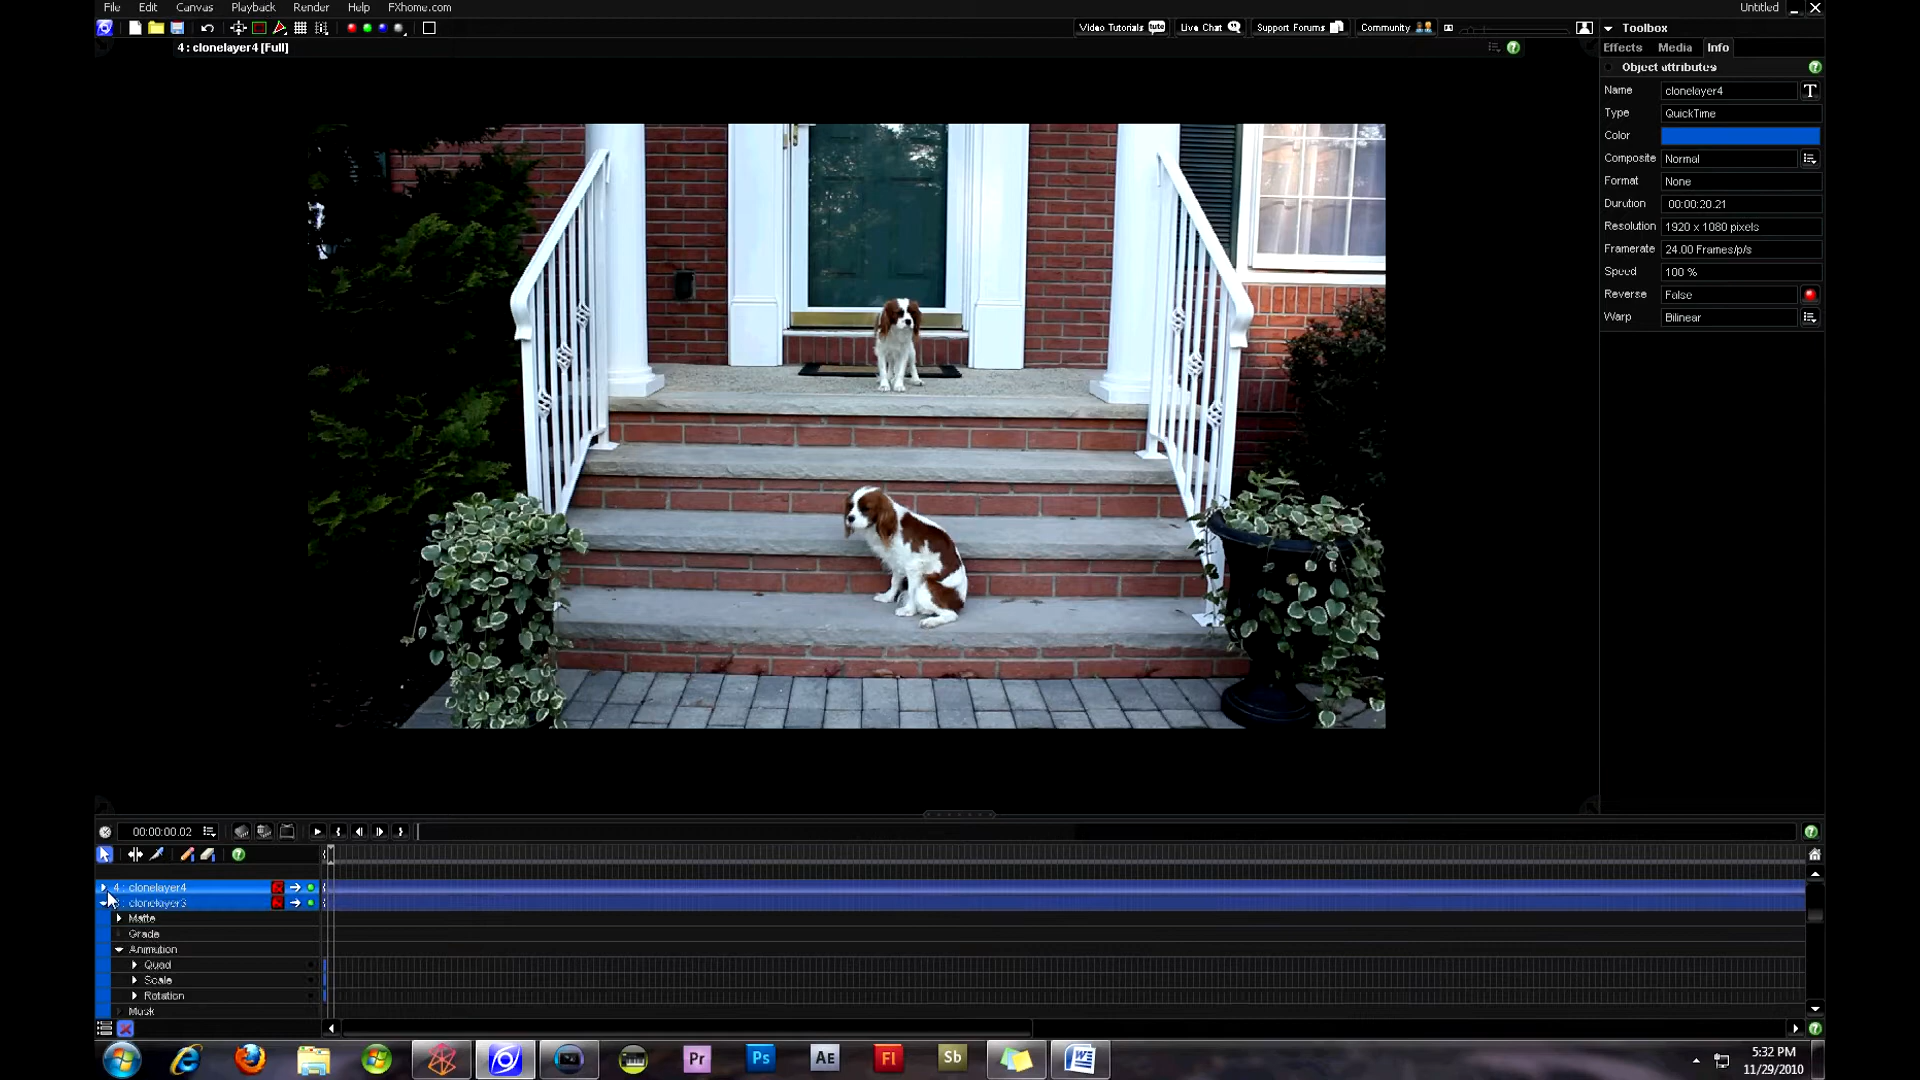 File Edit Canvas Playback Render Help FXhome.com Untitled
Video Tutorials tute Live Chat Support Forums Community Toolbox
4 : clonelayer4 [Full]
Effects Media Info
Object attributes
Name clonelayer4 T
Type QuickTime
Color
Composite Normal
Format None
Duration 00:00:20.21
Resolution 1920 x 1080 pixels
Framerate 24.00 Frames/p/s
Speed 100 %
Reverse False
Warp Bilinear
00:00:00.02
4 : clonelayer4
clonelayer3
Matte
Grade
Animation
Quad
Scale
Rotation
Mask
Pr Ps Ae Fl Sb
5:32 PM
11/29/2010